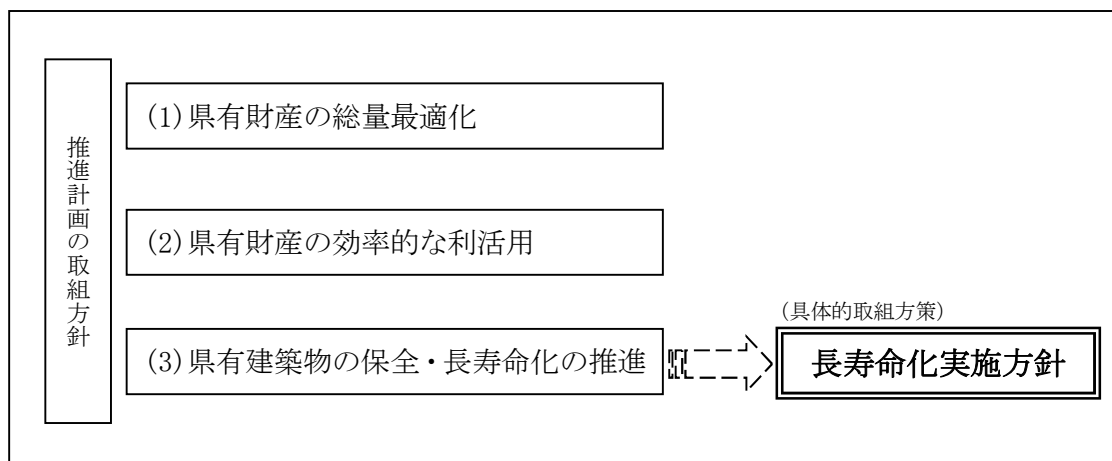 推進計画の取組方針
(1)県有財産の総量最適化
(2)県有財産の効率的な利活用
(3)県有建築物の保全・長寿命化の推進
(具体的取組方策)
長寿命化実施方針